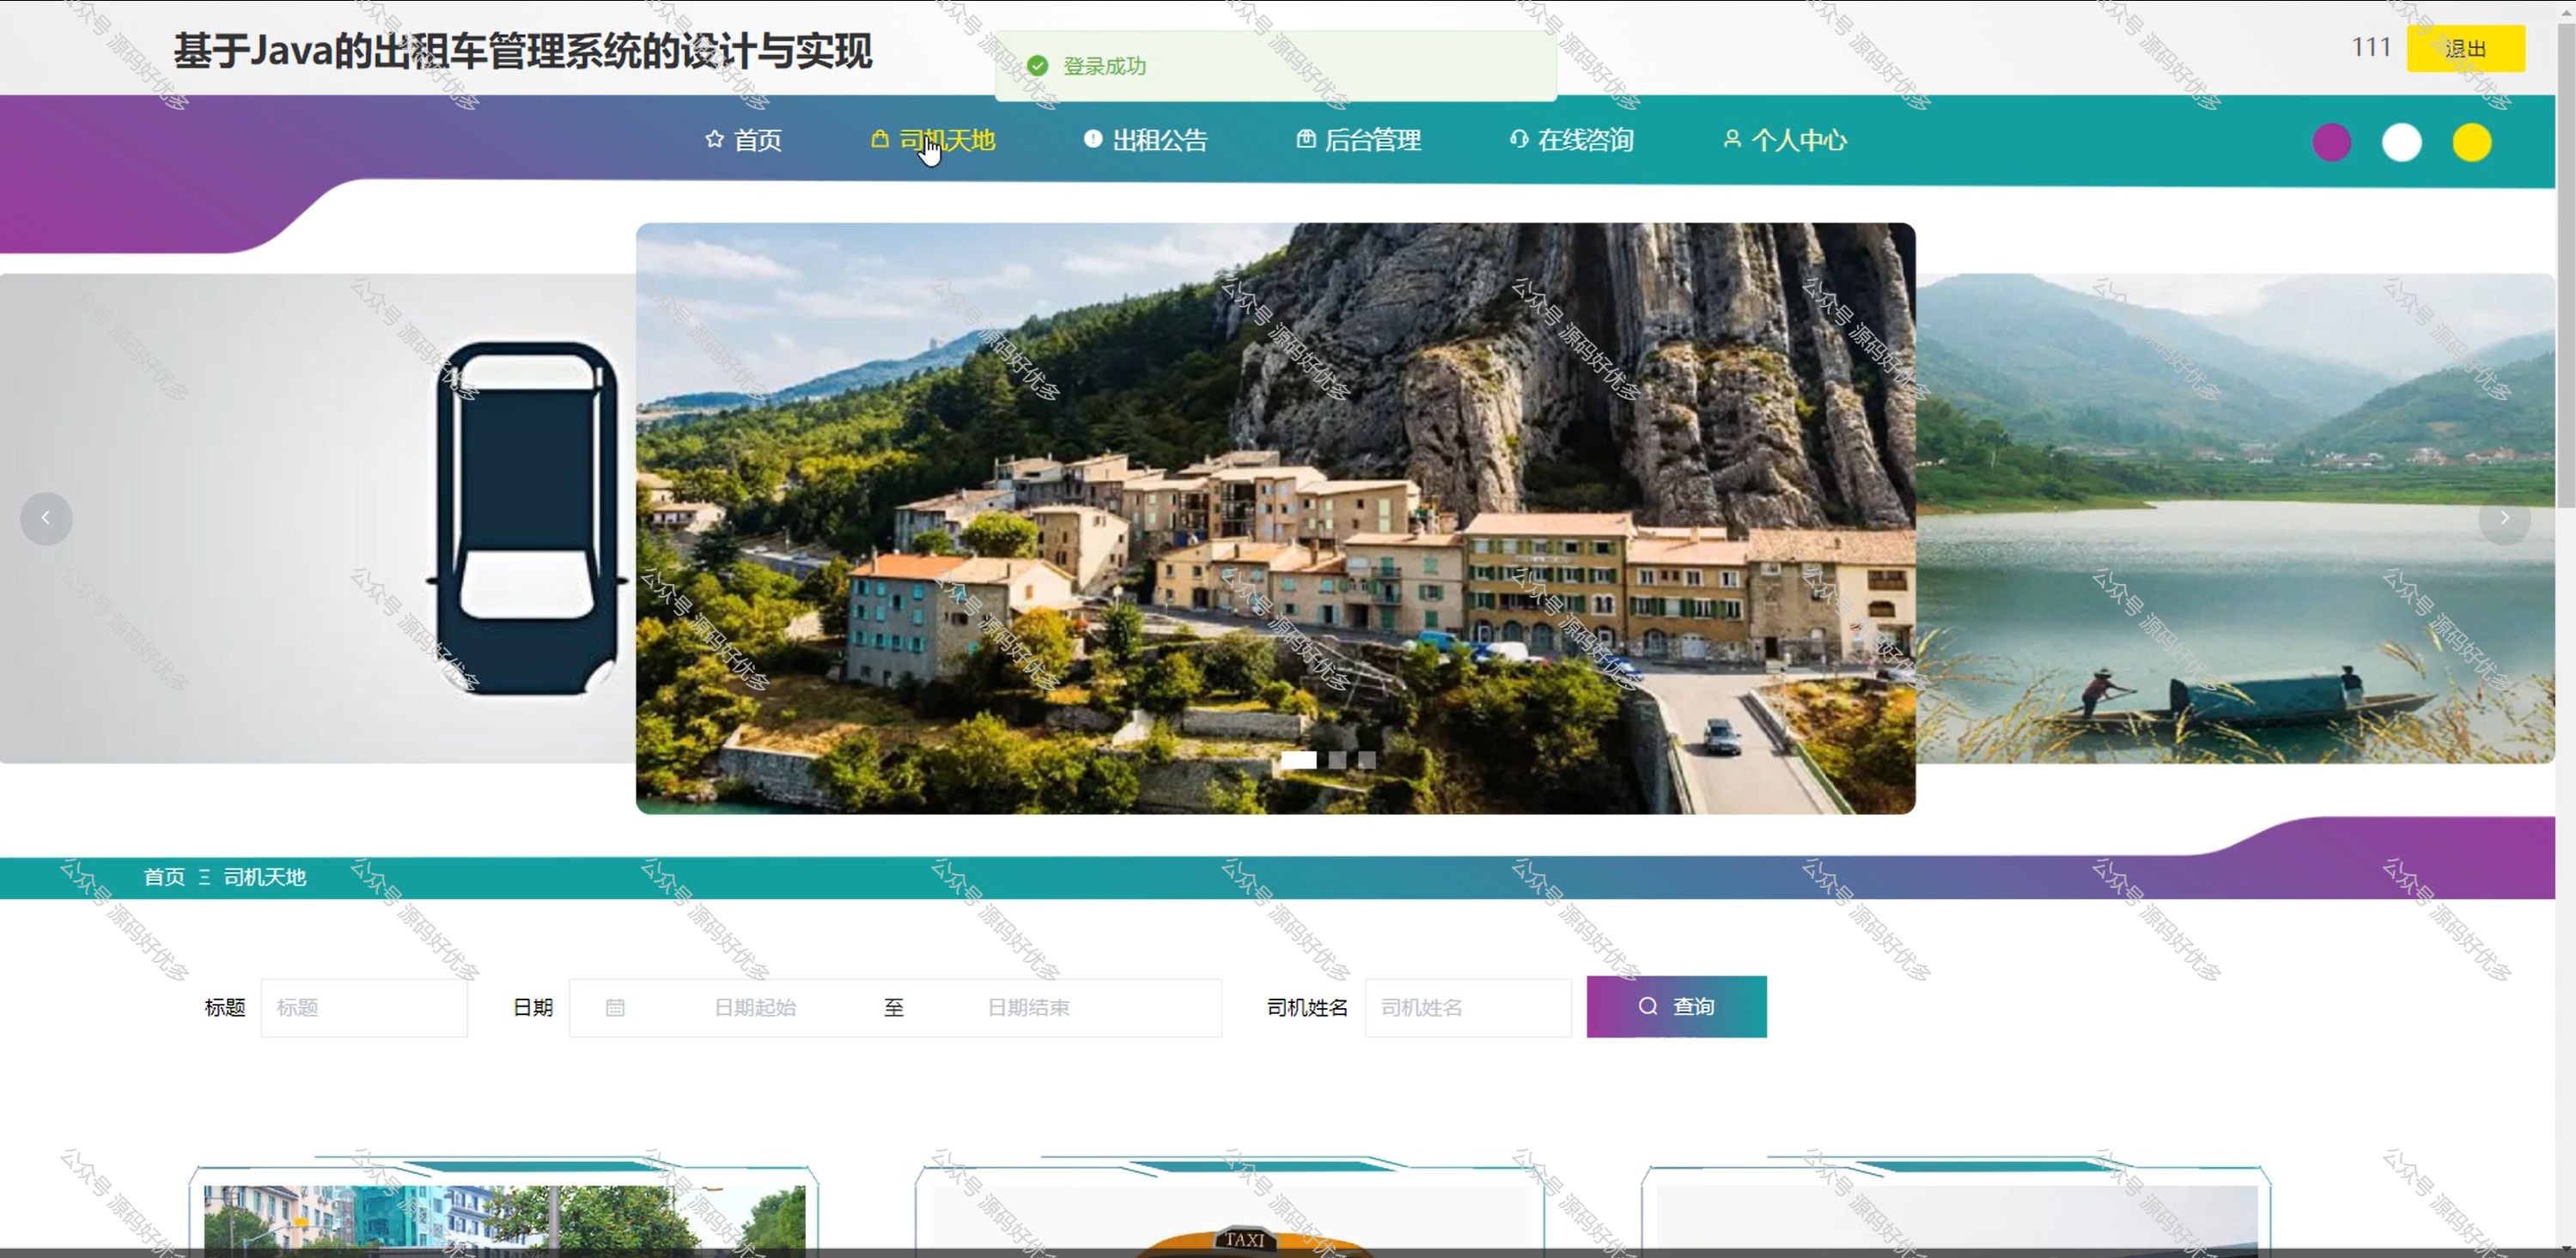 基于Java的出租车管理系统的设计与实现
登录成功
111
退出
首页
司机天地
出租公告
后台管理
在线咨询
个人中心
首页 Ξ 司机天地
标题
标题
日期
日期起始
至
日期结束
司机姓名
司机姓名
查询
TAXI
公众号 源码好优多